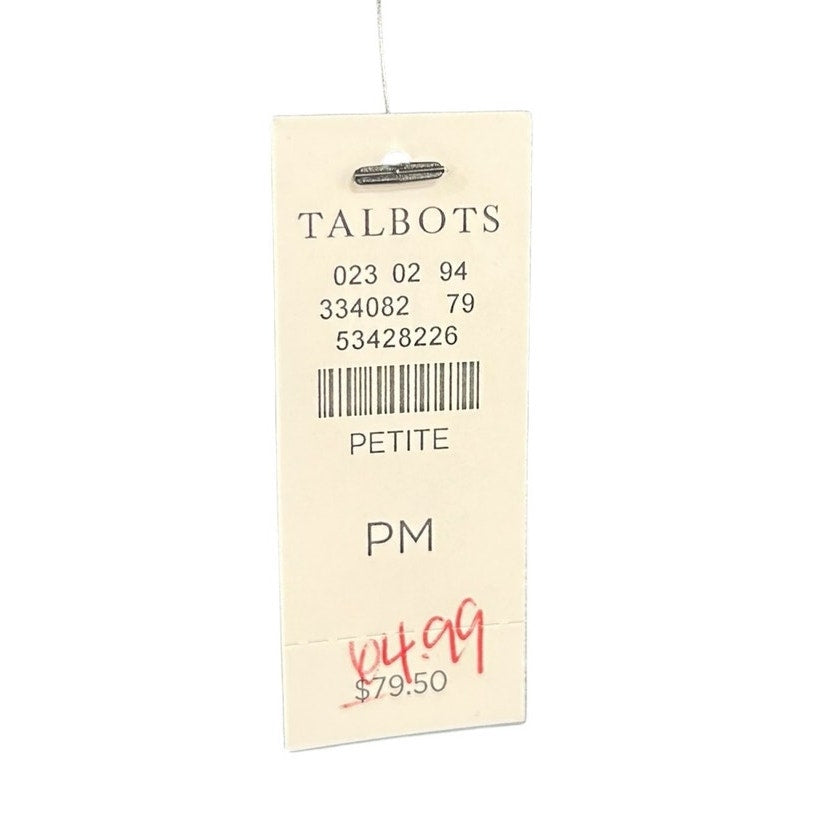 TALBOTS
023 02 94
334082 79
53428226
PETITE
PM
64.99
$79.50